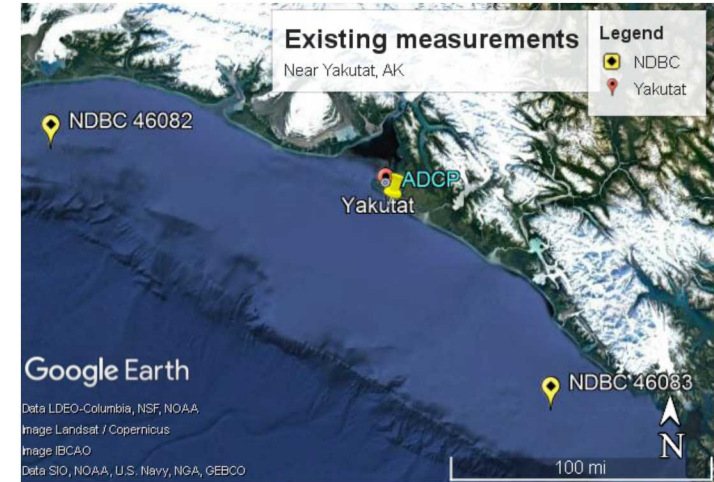 Existing measurements
Near Yakutat, AK
Legend
NDBC
Yakutat
NDBC 46082
ADCP
Yakutat
NDBC 46083
Google Earth
Data LDEO-Columbia, NSF, NOAA
Image Landsat / Copernicus
Image IBCAO
Data SIO, NOAA, U.S. Navy, NGA, GEBCO
N
100 mi